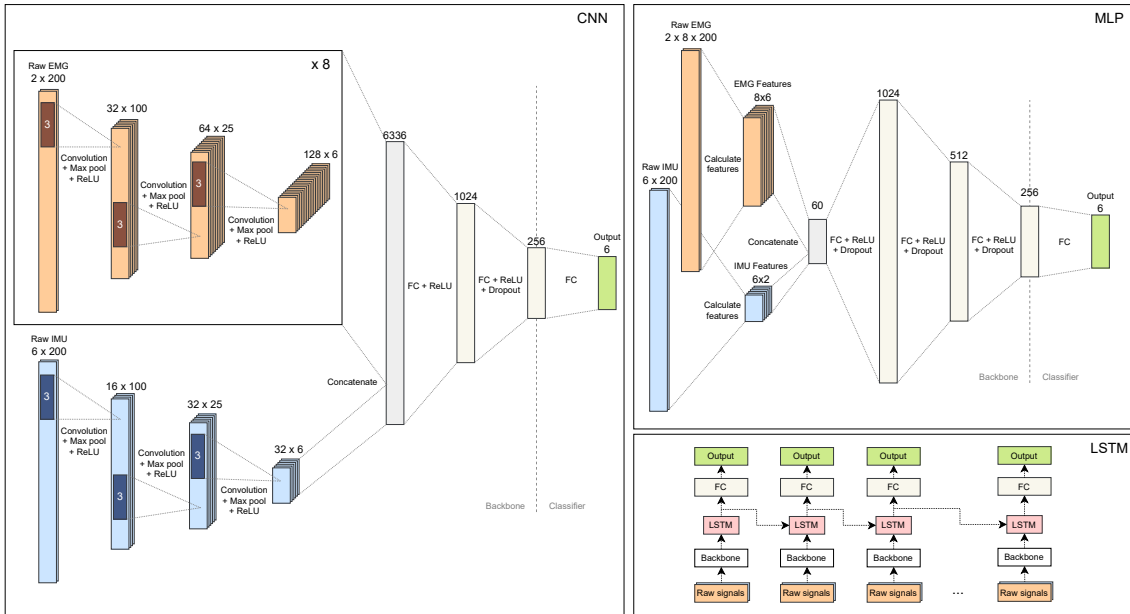 CNN
x 8
Raw EMG
2 x 200
3
32 x 100
Convolution
+ Max pool
+ ReLU
3
64 x 25
3
Convolution
+ Max pool
+ ReLU
128 x 6
Convolution
+ Max pool
+ ReLU
Raw IMU
6 x 200
3
16 x 100
Convolution
+ Max pool
+ ReLU
3
32 x 25
3
Convolution
+ Max pool
+ ReLU
32 x 6
Convolution
+ Max pool
+ ReLU
Concatenate
6336
FC + ReLU
1024
FC + ReLU
+ Dropout
256
FC
Output
6
Backbone
Classifier
MLP
Raw EMG
2 x 8 x 200
Raw IMU
6 x 200
EMG Features
8x6
Calculate
features
Concatenate
IMU Features
6x2
Calculate
features
60
FC + ReLU
+ Dropout
1024
FC + ReLU
+ Dropout
512
FC + ReLU
+ Dropout
256
FC
Output
6
Backbone
Classifier
LSTM
Output
Output
Output
Output
FC
FC
FC
FC
LSTM
LSTM
LSTM
LSTM
Backbone
Backbone
Backbone
Backbone
Raw signals
Raw signals
Raw signals
...
Raw signals